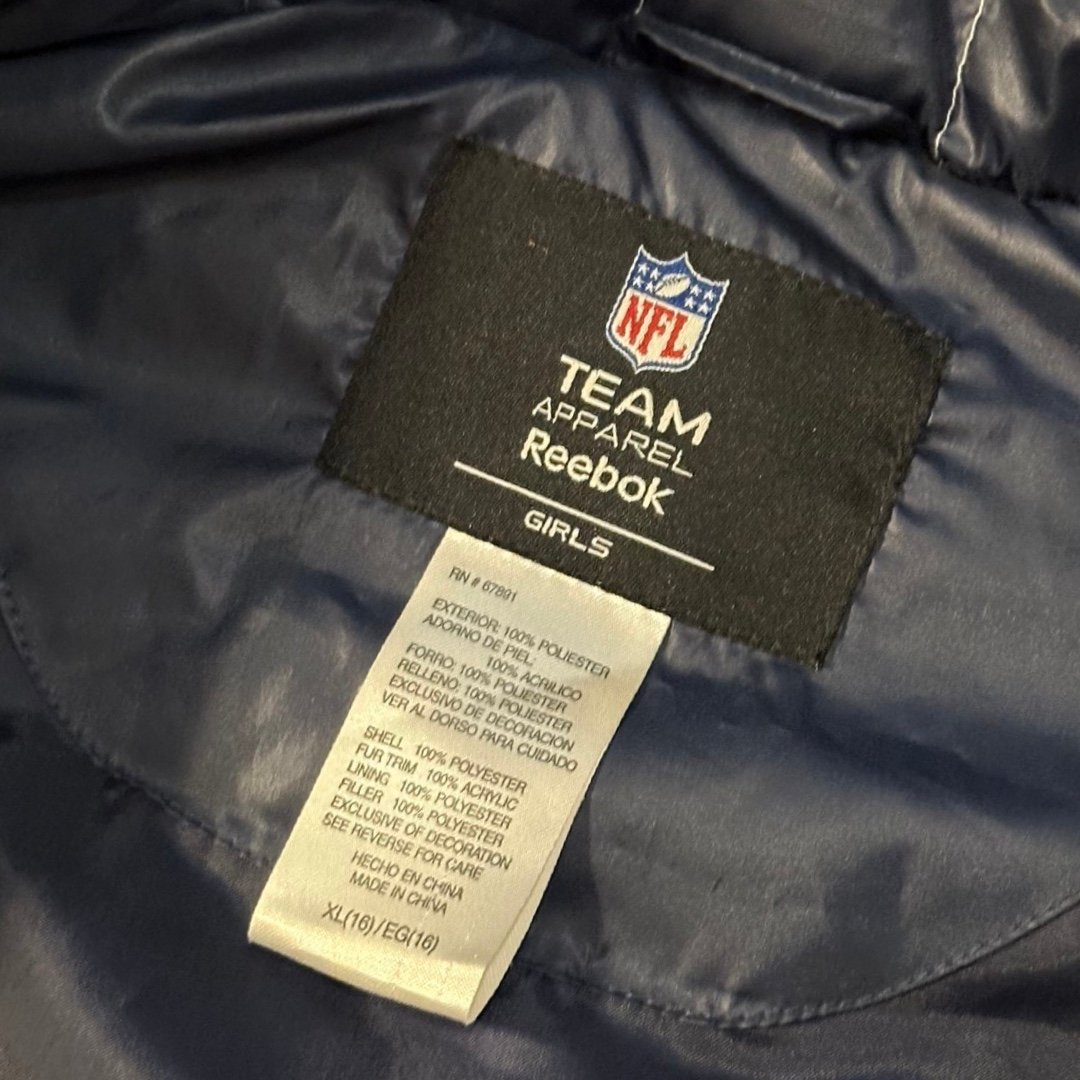 NFL
TEAM
APPAREL
Reebok
GIRLS
RN # 67891
EXTERIOR: 100% POLIESTER
ADORNO DE PIEL:
100% ACRILICO
FORRO: 100% POLIESTER
RELLENO: 100% POLIESTER
EXCLUSIVO DE DECORACION
VER AL DORSO PARA CUIDADO
SHELL 100% POLYESTER
FUR TRIM 100% ACRYLIC
LINING 100% POLYESTER
FILLER 100% POLYESTER
EXCLUSIVE OF DECORATION
SEE REVERSE FOR CARE
HECHO EN CHINA
MADE IN CHINA
XL(16)/EG(16)